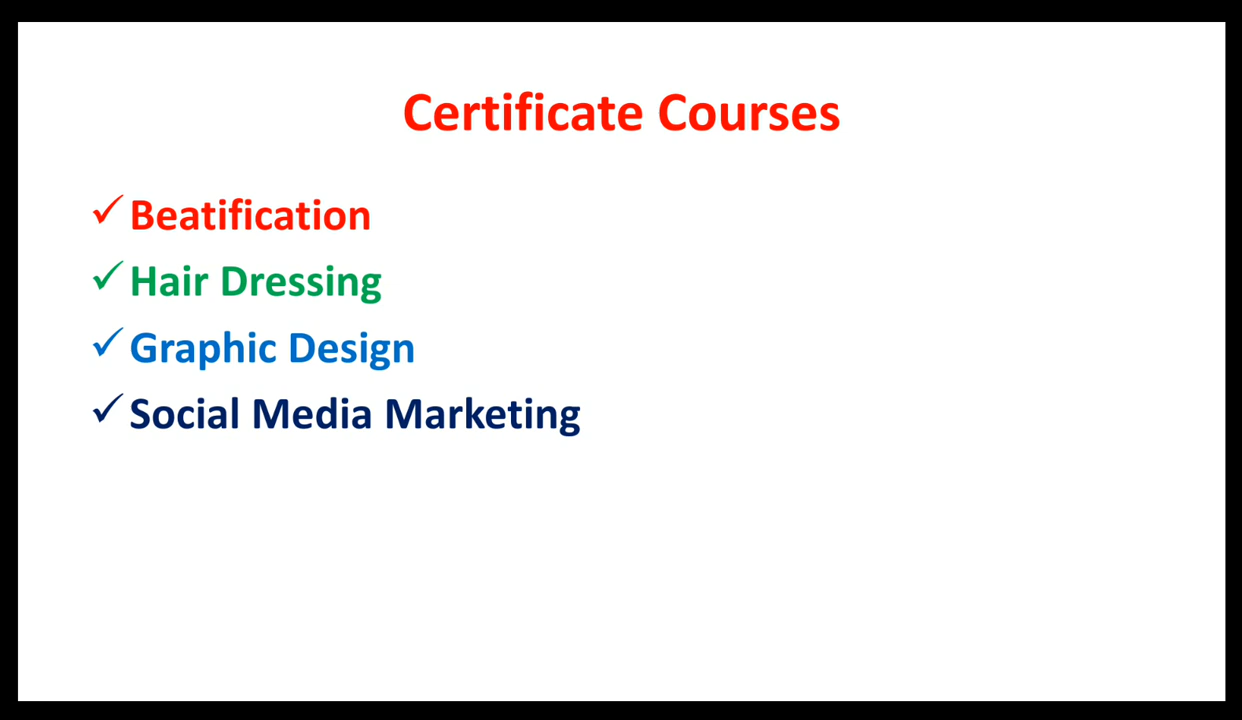 Certificate Courses
✓ Beatification
✓ Hair Dressing
✓ Graphic Design
✓ Social Media Marketing